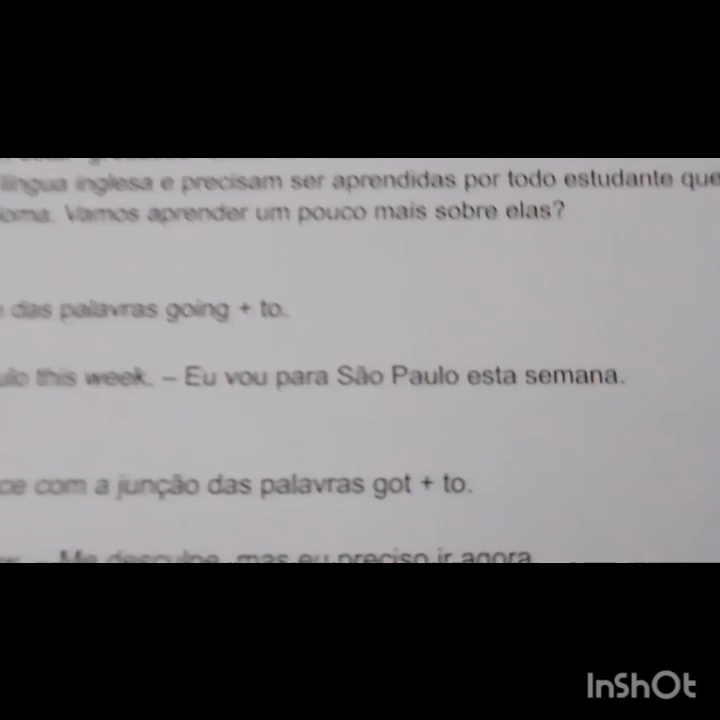 língua inglesa e precisam ser aprendidas por todo estudante que
Vamos aprender um pouco mais sobre elas?
das palavras going + to.
this week. – Eu vou para São Paulo esta semana.
ce com a junção das palavras got + to.
Me desculpe, mas eu preciso ir agora
InShOt